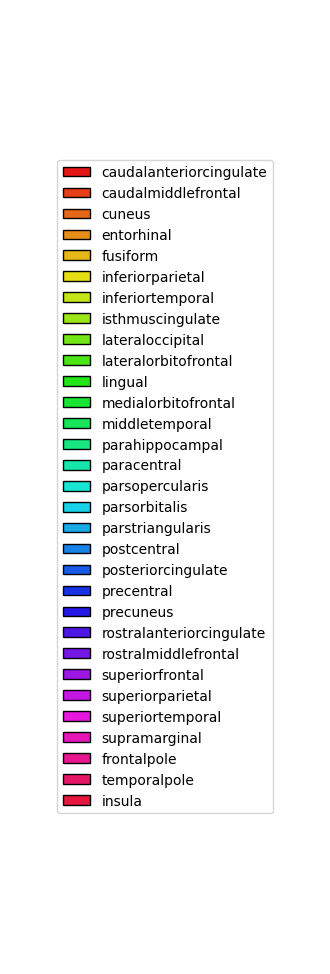 caudalanteriorcingulate
caudalmiddlefrontal
cuneus
entorhinal
fusiform
inferiorparietal
inferiortemporal
isthmuscingulate
lateraloccipital
lateralorbitofrontal
lingual
medialorbitofrontal
middletemporal
parahippocampal
paracentral
parsopercularis
parsorbitalis
parstriangularis
postcentral
posteriorcingulate
precentral
precuneus
rostralanteriorcingulate
rostralmiddlefrontal
superiorfrontal
superiorparietal
superiortemporal
supramarginal
frontalpole
temporalpole
insula